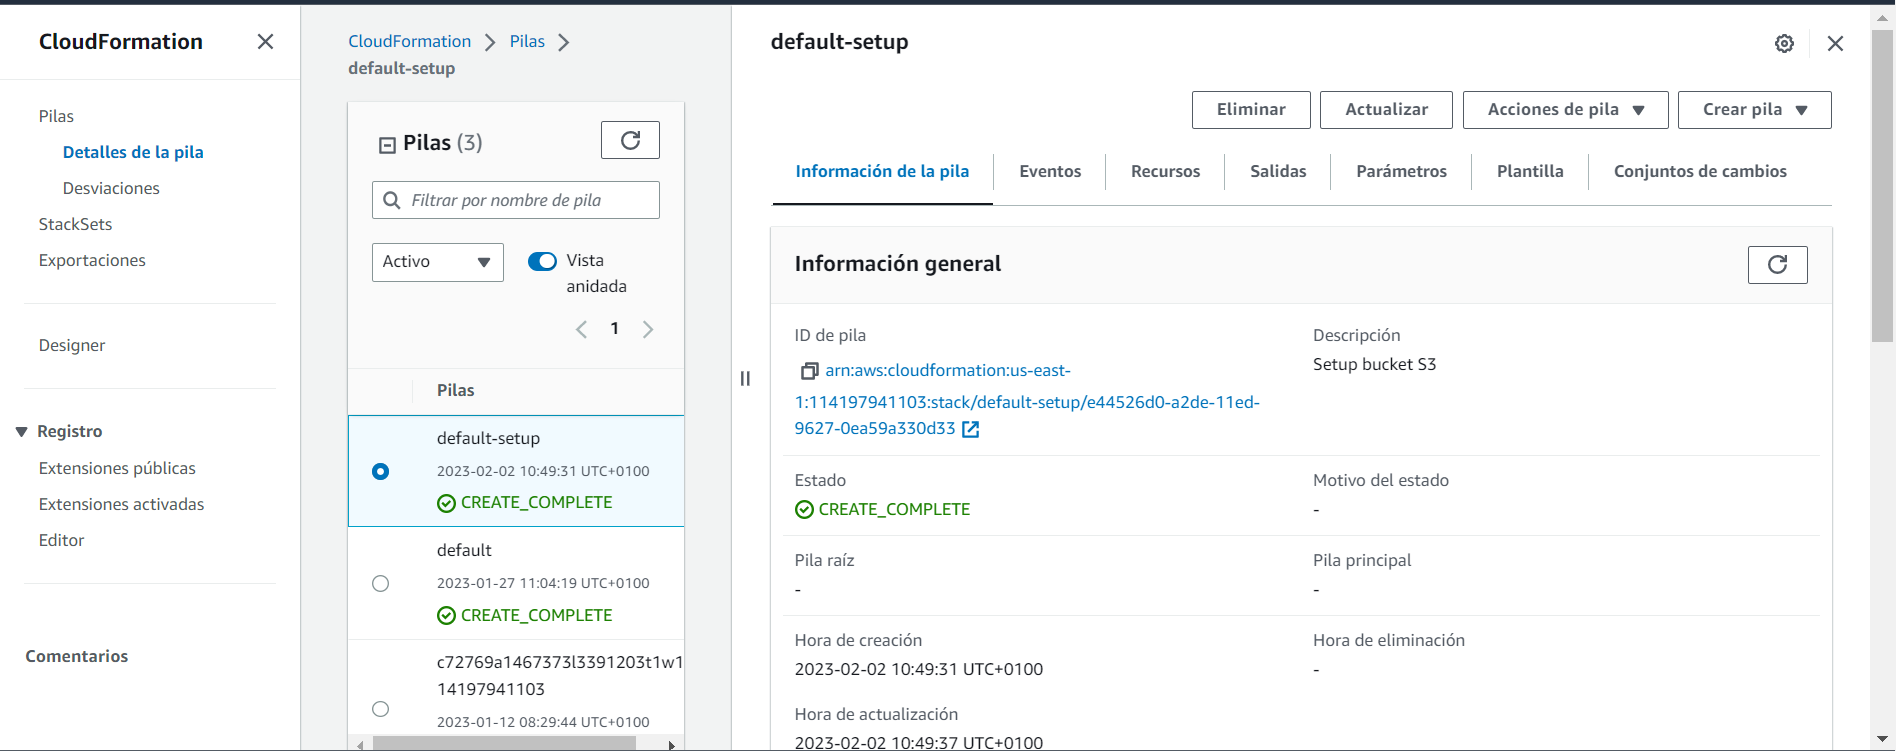 CloudFormation
Pilas
Detalles de la pila
Desviaciones
StackSets
Exportaciones
Designer
Registro
Extensiones públicas
Extensiones activadas
Editor
Comentarios
CloudFormation
Pilas
default-setup
Pilas (3)
Filtrar por nombre de pila
Activo
Vista
anidada
1
Pilas
default-setup
2023-02-02 10:49:31 UTC+0100
CREATE_COMPLETE
default
2023-01-27 11:04:19 UTC+0100
CREATE_COMPLETE
c72769a1467373l3391203t1w1
14197941103
2023-01-12 08:29:44 UTC+0100
default-setup
Eliminar
Actualizar
Acciones de pila
Crear pila
Información de la pila
Eventos
Recursos
Salidas
Parámetros
Plantilla
Conjuntos de cambios
Información general
ID de pila
arn:aws:cloudformation:us-east-
1:114197941103:stack/default-setup/e44526d0-a2de-11ed-
9627-0ea59a330d33
Descripción
Setup bucket S3
Estado
CREATE_COMPLETE
Motivo del estado
-
Pila raíz
-
Pila principal
-
Hora de creación
2023-02-02 10:49:31 UTC+0100
Hora de eliminación
-
Hora de actualización
2023-02-02 10:49:37 UTC+0100